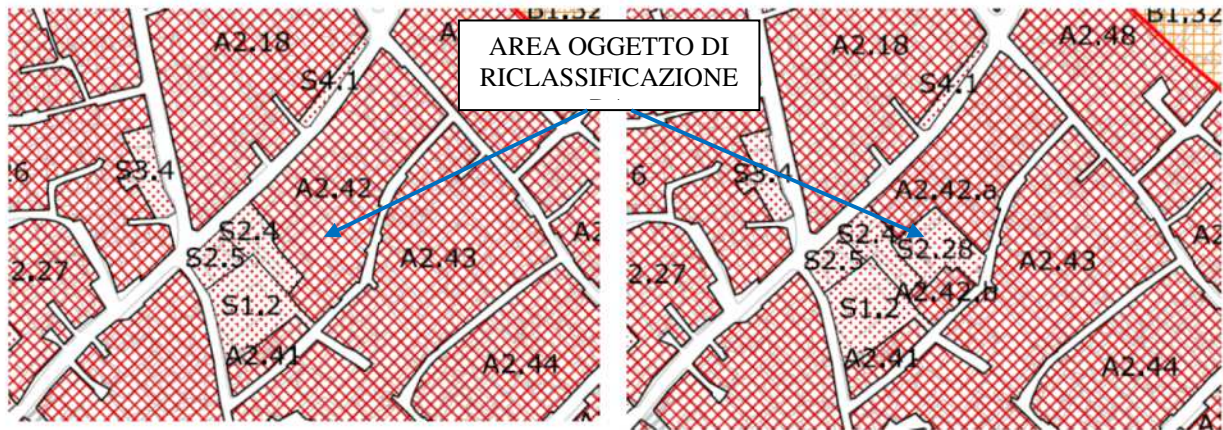 AREA OGGETTO DI
RICLASSIFICAZIONE
A2.18
S4.1
S3.4
A2.42
S2.4
S2.5
2.27
A2.43
S1.2
A2.41
A2.44
B1.32
A2.18
A2.48
S4.1
A2.42.a
S2.28
S2.5
2.27
A2.43
S1.2
A2.42.b
A2.41
A2.44